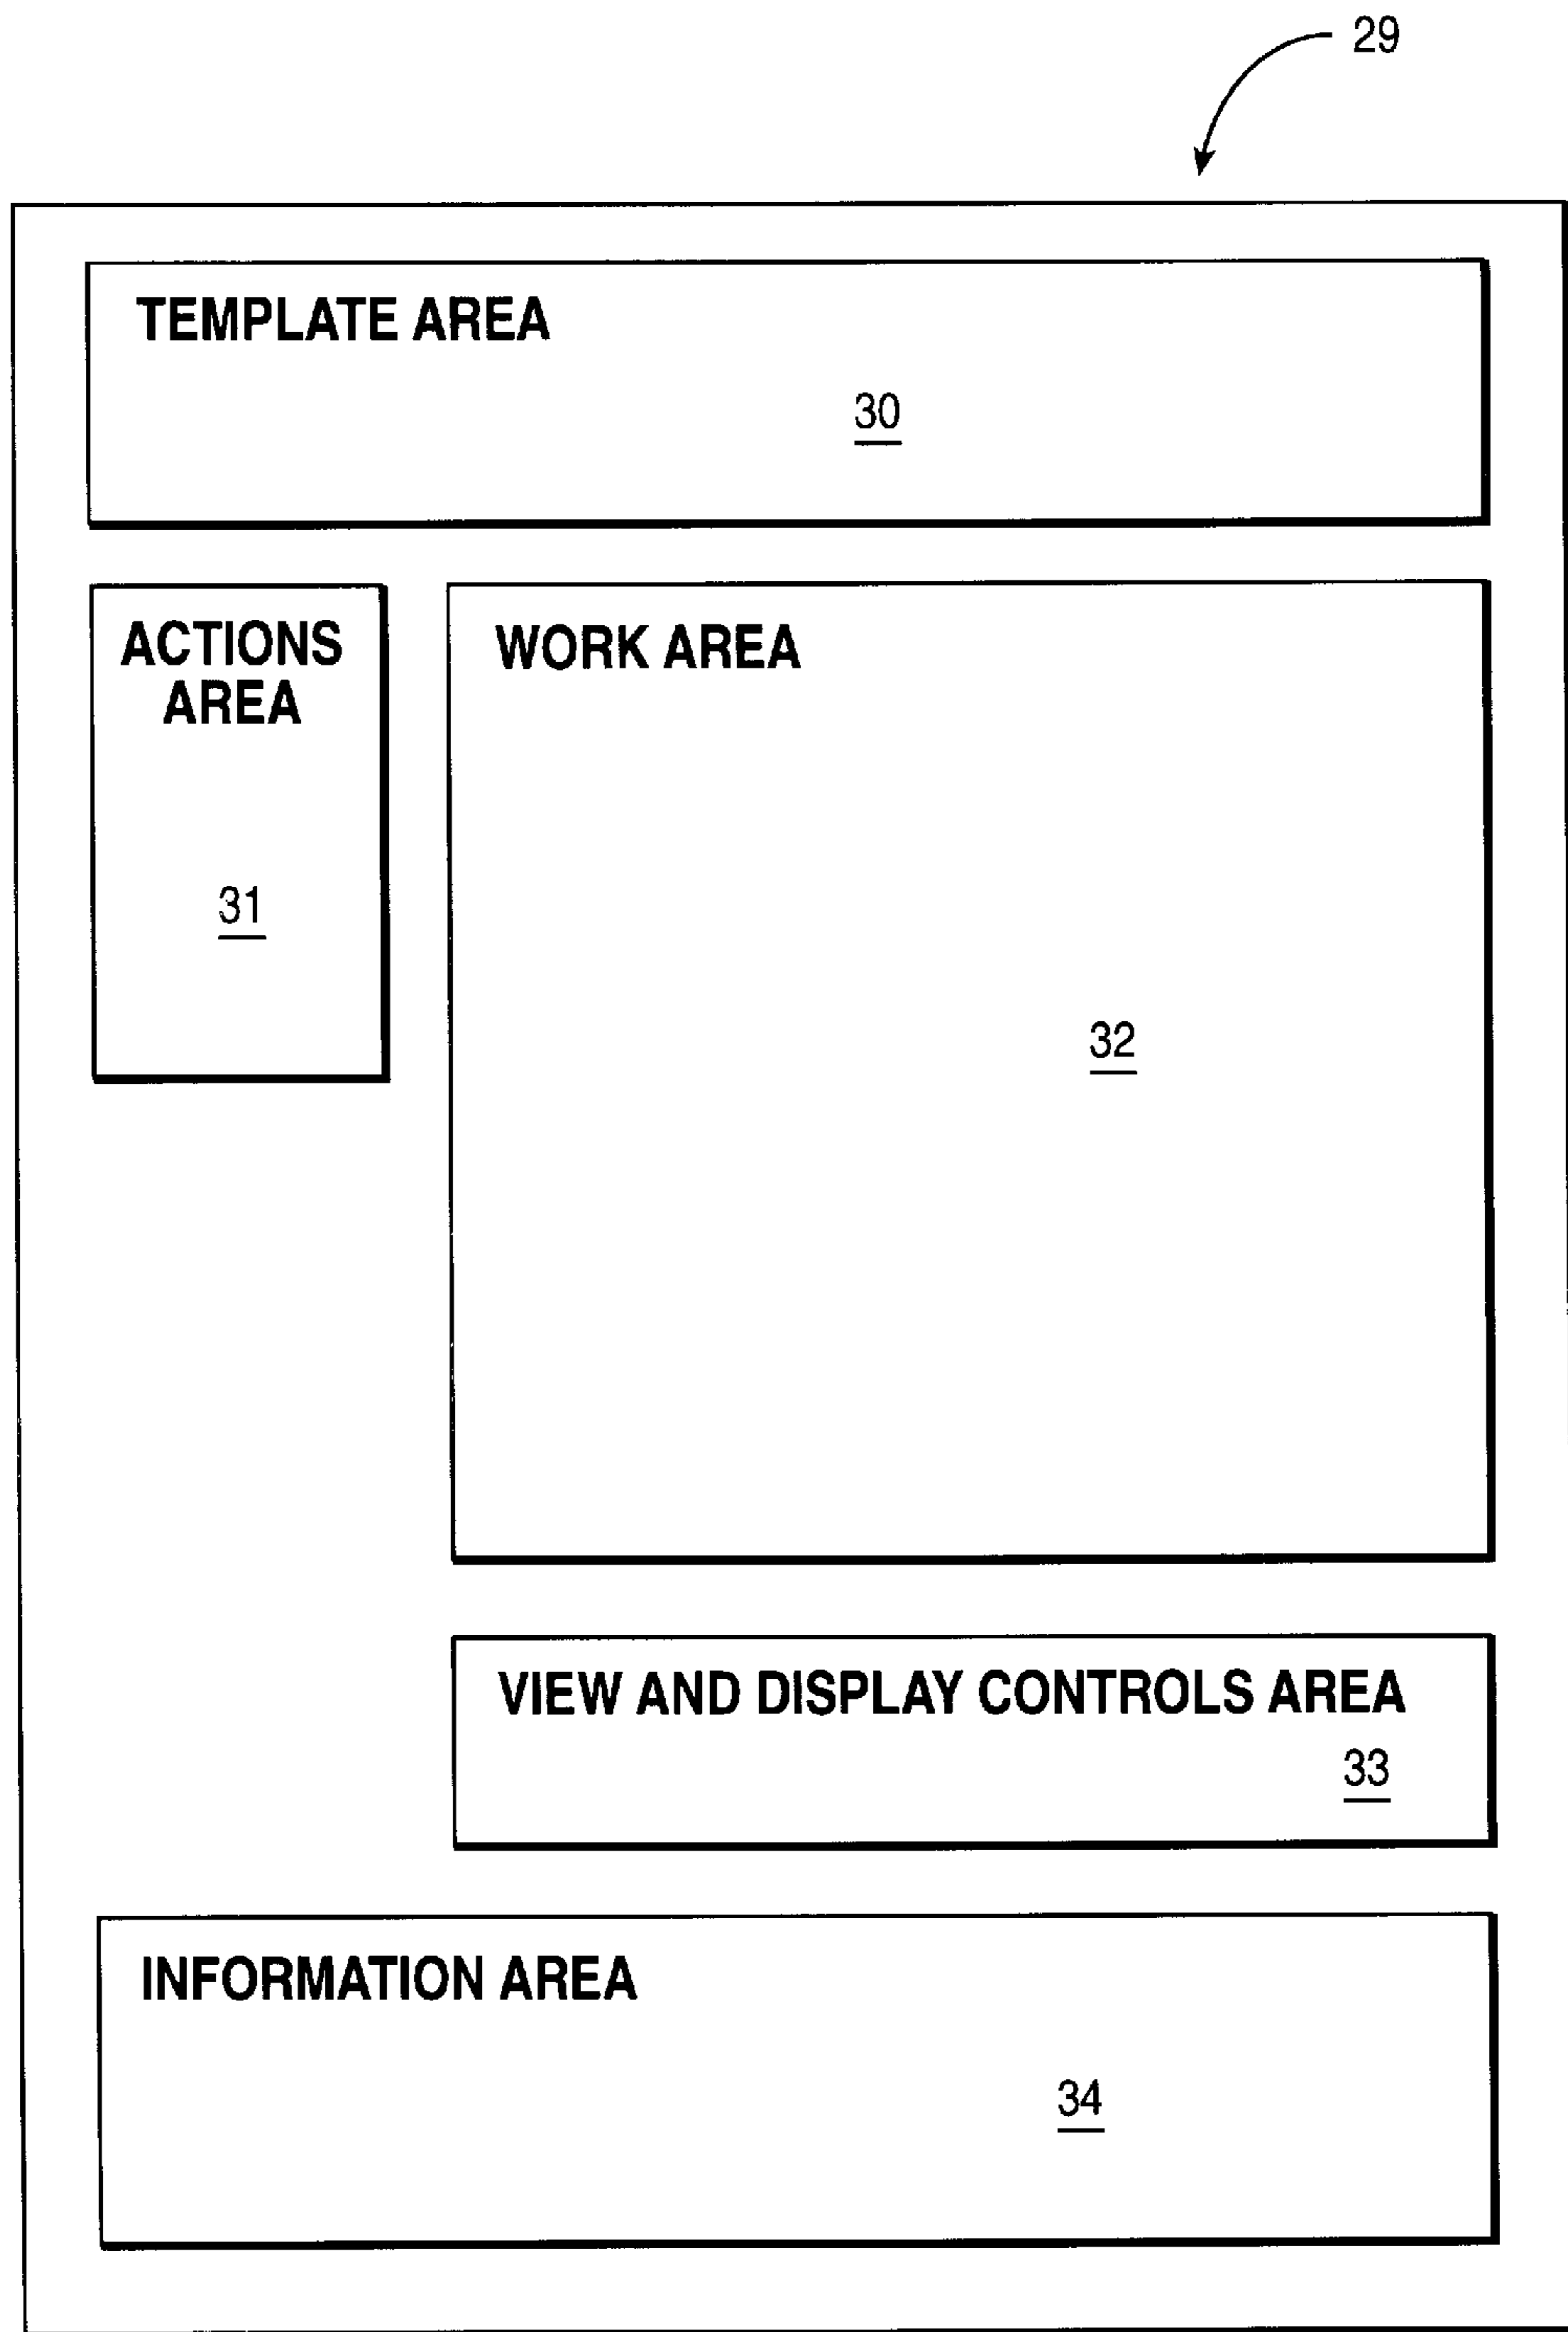 29
TEMPLATE AREA
30
ACTIONS
AREA
31
WORK AREA
32
VIEW AND DISPLAY CONTROLS AREA
33
INFORMATION AREA
34